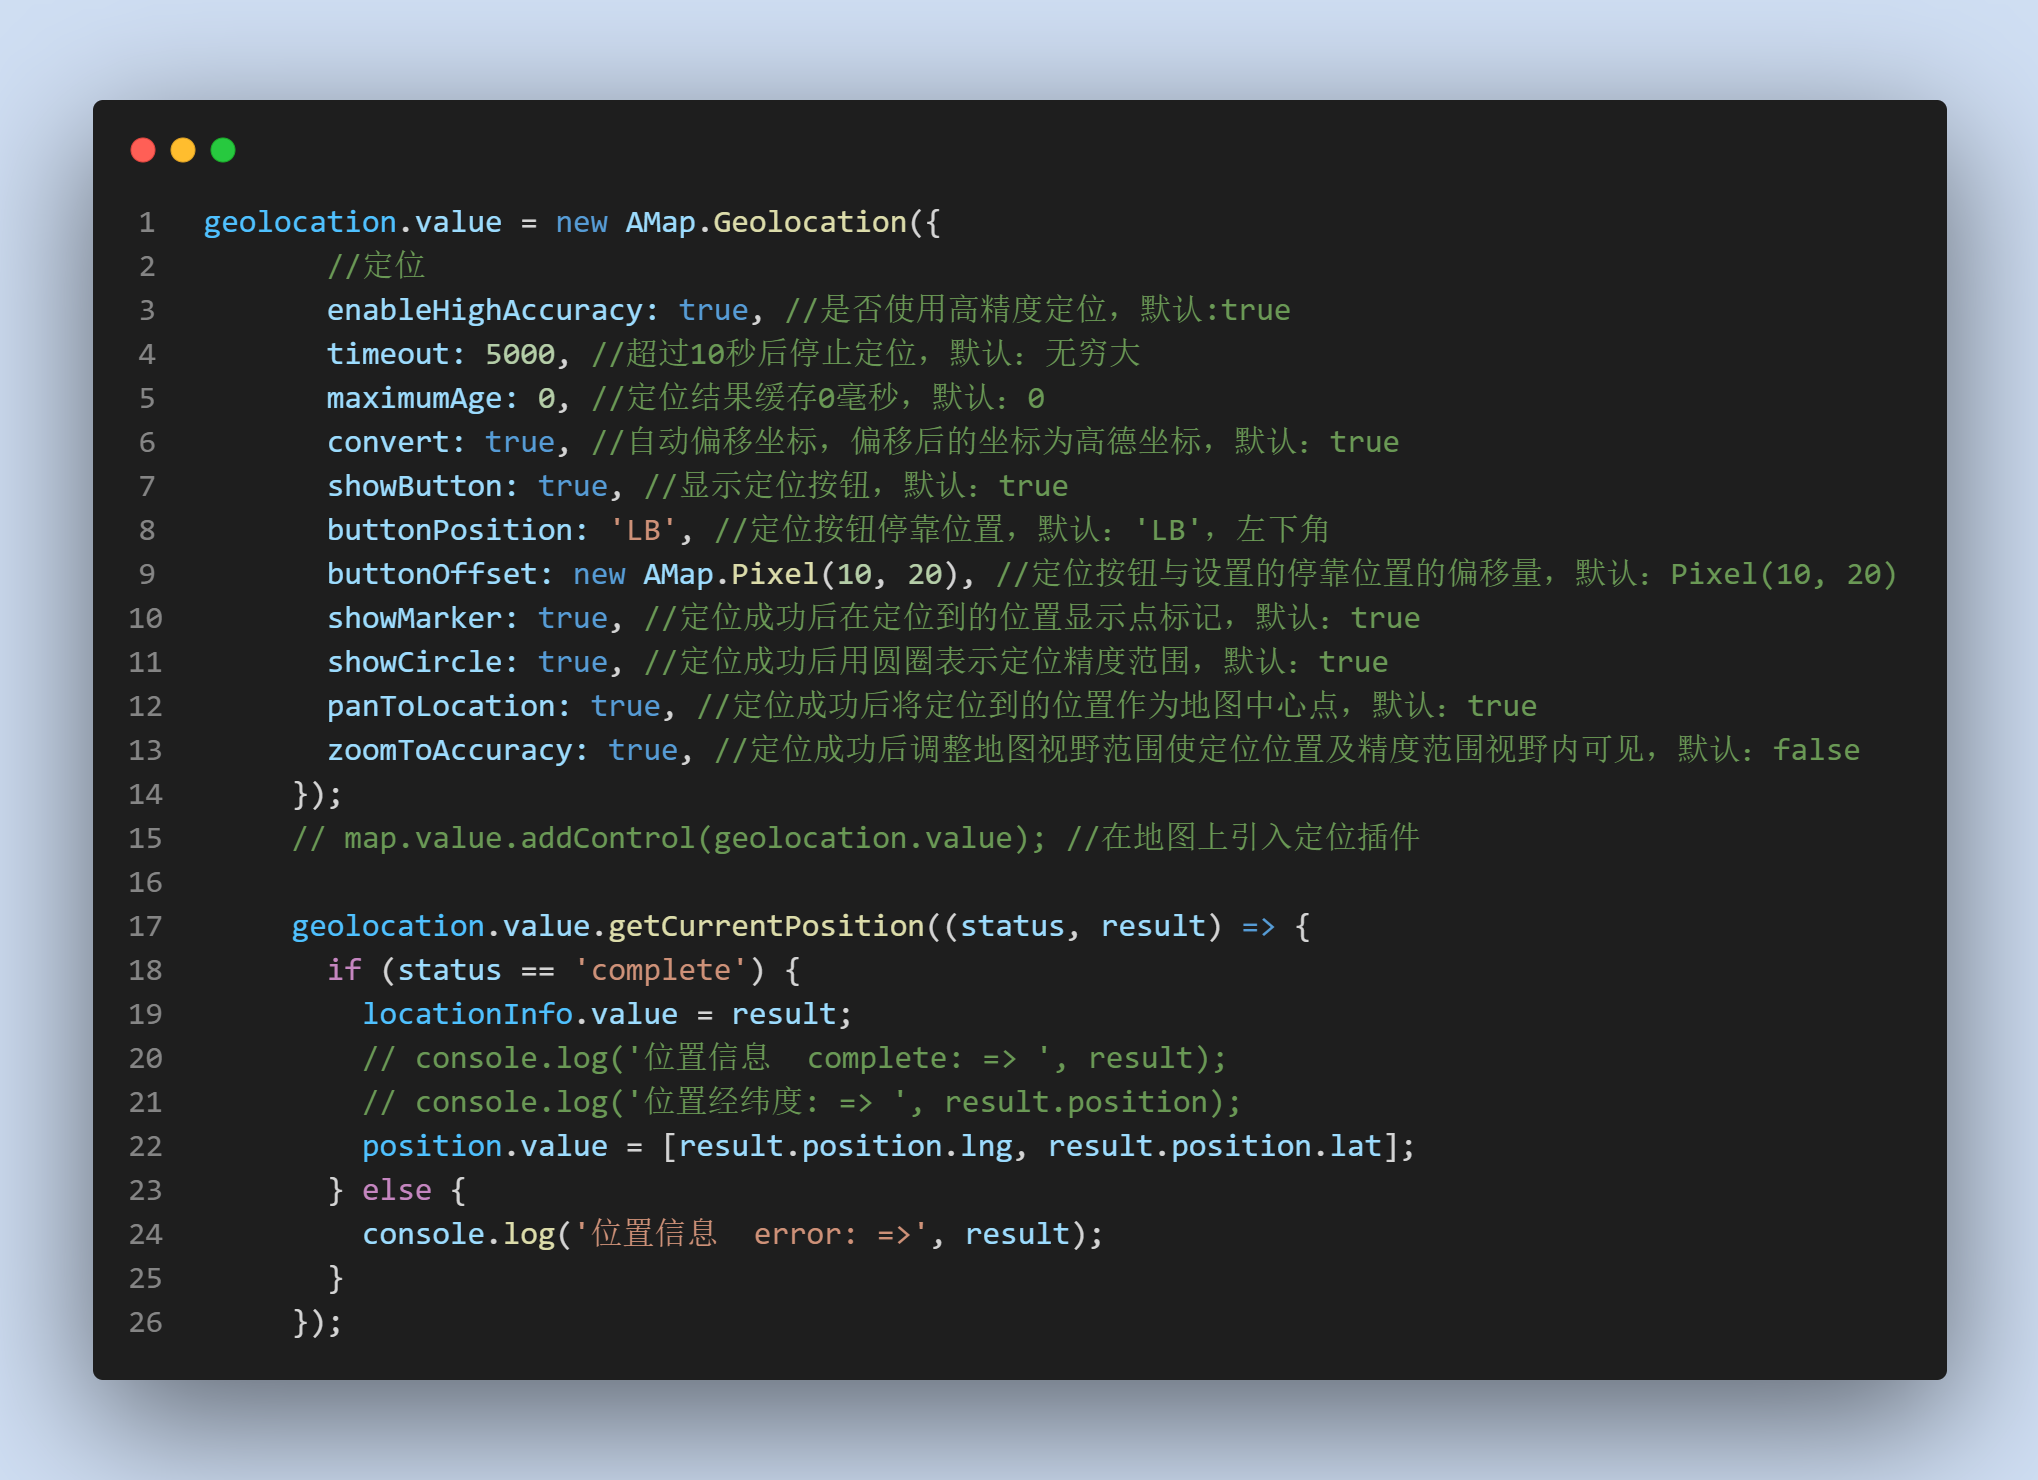 1 geolocation.value = new AMap.Geolocation({
2 //定位
3 enableHighAccuracy: true, //是否使用高精度定位，默认:true
4 timeout: 5000, //超过10秒后停止定位，默认：无穷大
5 maximumAge: 0, //定位结果缓存0毫秒，默认：0
6 convert: true, //自动偏移坐标，偏移后的坐标为高德坐标，默认：true
7 showButton: true, //显示定位按钮，默认：true
8 buttonPosition: 'LB', //定位按钮停靠位置，默认：'LB'，左下角
9 buttonOffset: new AMap.Pixel(10, 20), //定位按钮与设置的停靠位置的偏移量，默认：Pixel(10, 20)
10 showMarker: true, //定位成功后在定位到的位置显示点标记，默认：true
11 showCircle: true, //定位成功后用圆圈表示定位精度范围，默认：true
12 panToLocation: true, //定位成功后将定位到的位置作为地图中心点，默认：true
13 zoomToAccuracy: true, //定位成功后调整地图视野范围使定位位置及精度范围视野内可见，默认：false
14 });
15 // map.value.addControl(geolocation.value); //在地图上引入定位插件
16
17 geolocation.value.getCurrentPosition((status, result) => {
18 if (status == 'complete') {
19 locationInfo.value = result;
20 // console.log('位置信息  complete: => ', result);
21 // console.log('位置经纬度: => ', result.position);
22 position.value = [result.position.lng, result.position.lat];
23 } else {
24 console.log('位置信息  error: =>', result);
25 }
26 });